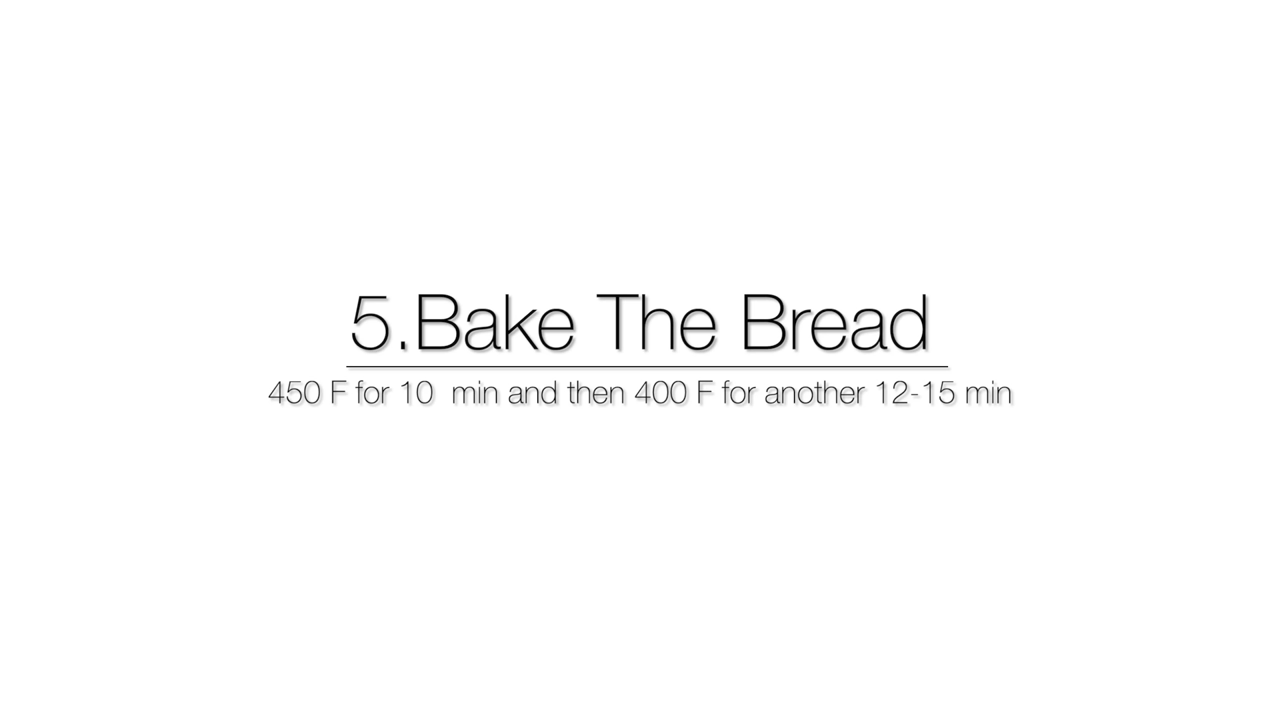 5.Bake The Bread
450 F for 10  min and then 400 F for another 12-15 min